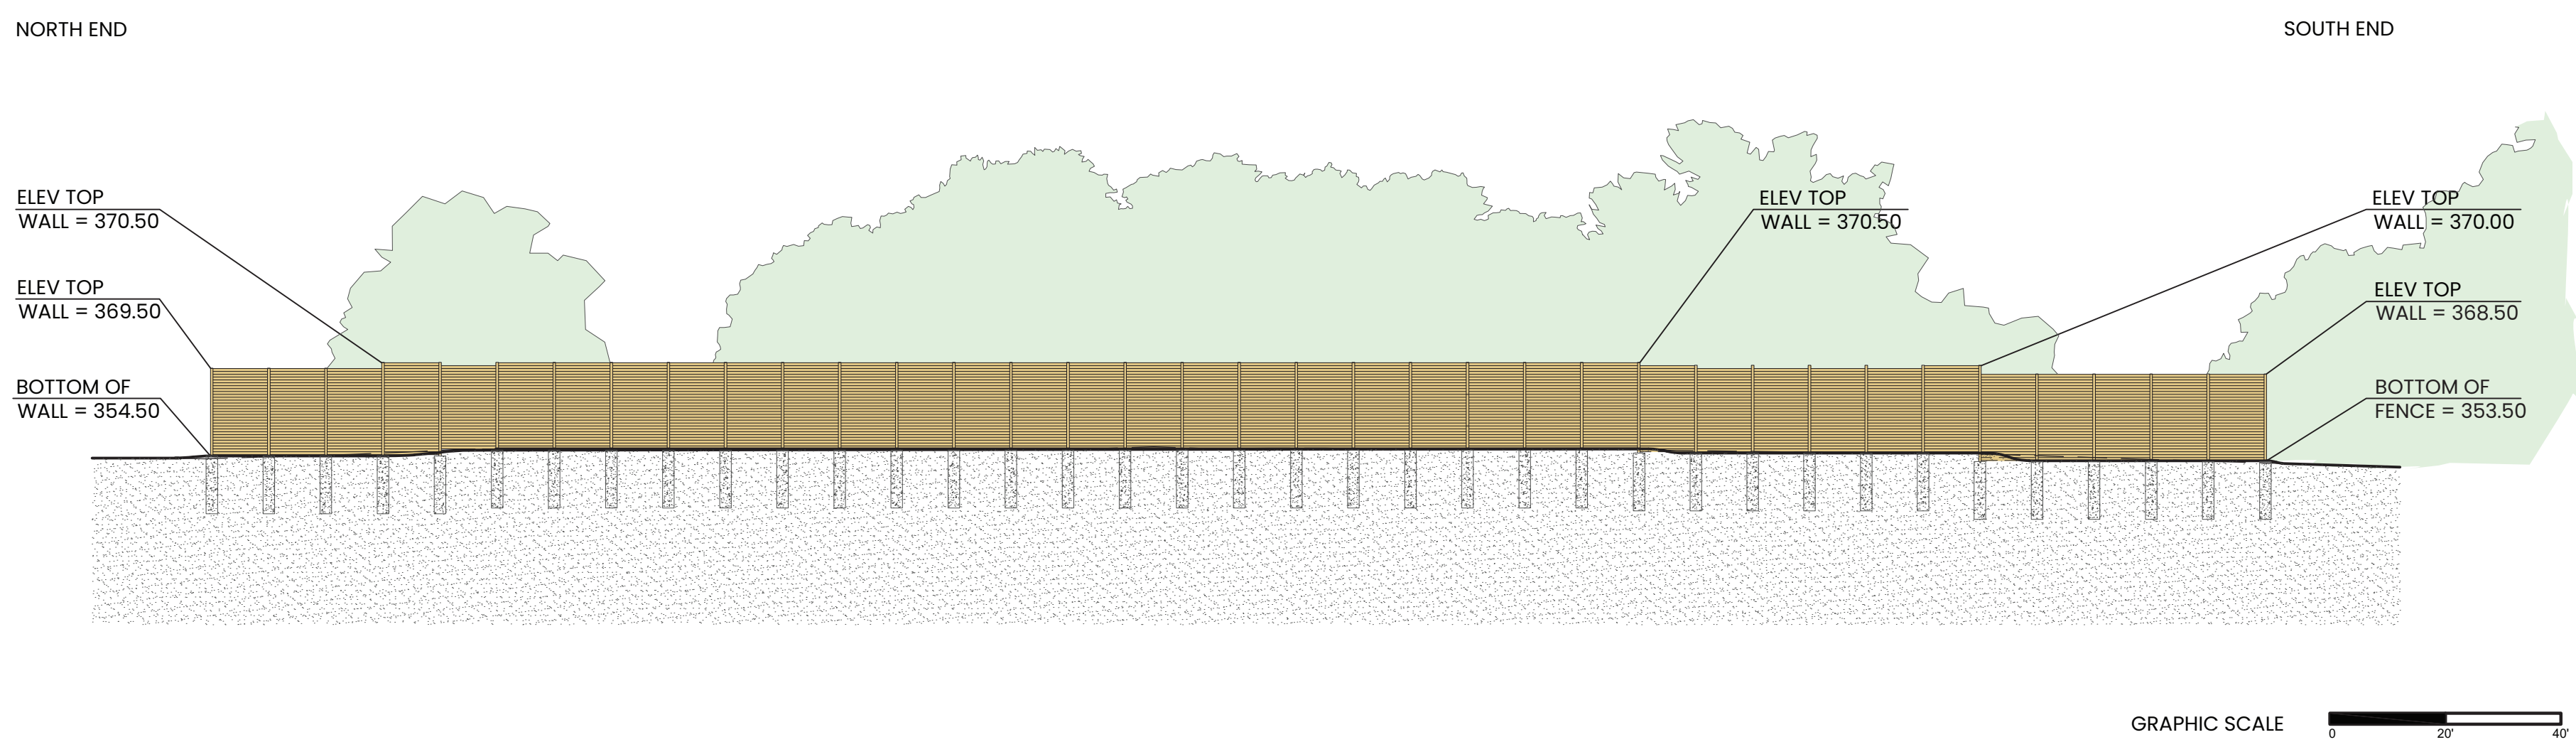 NORTH END
SOUTH END
ELEV TOP
WALL = 370.50
ELEV TOP
WALL = 369.50
BOTTOM OF
WALL = 354.50
ELEV TOP
WALL = 370.50
ELEV TOP
WALL = 370.00
ELEV TOP
WALL = 368.50
BOTTOM OF
FENCE = 353.50
GRAPHIC SCALE
0 20' 40'